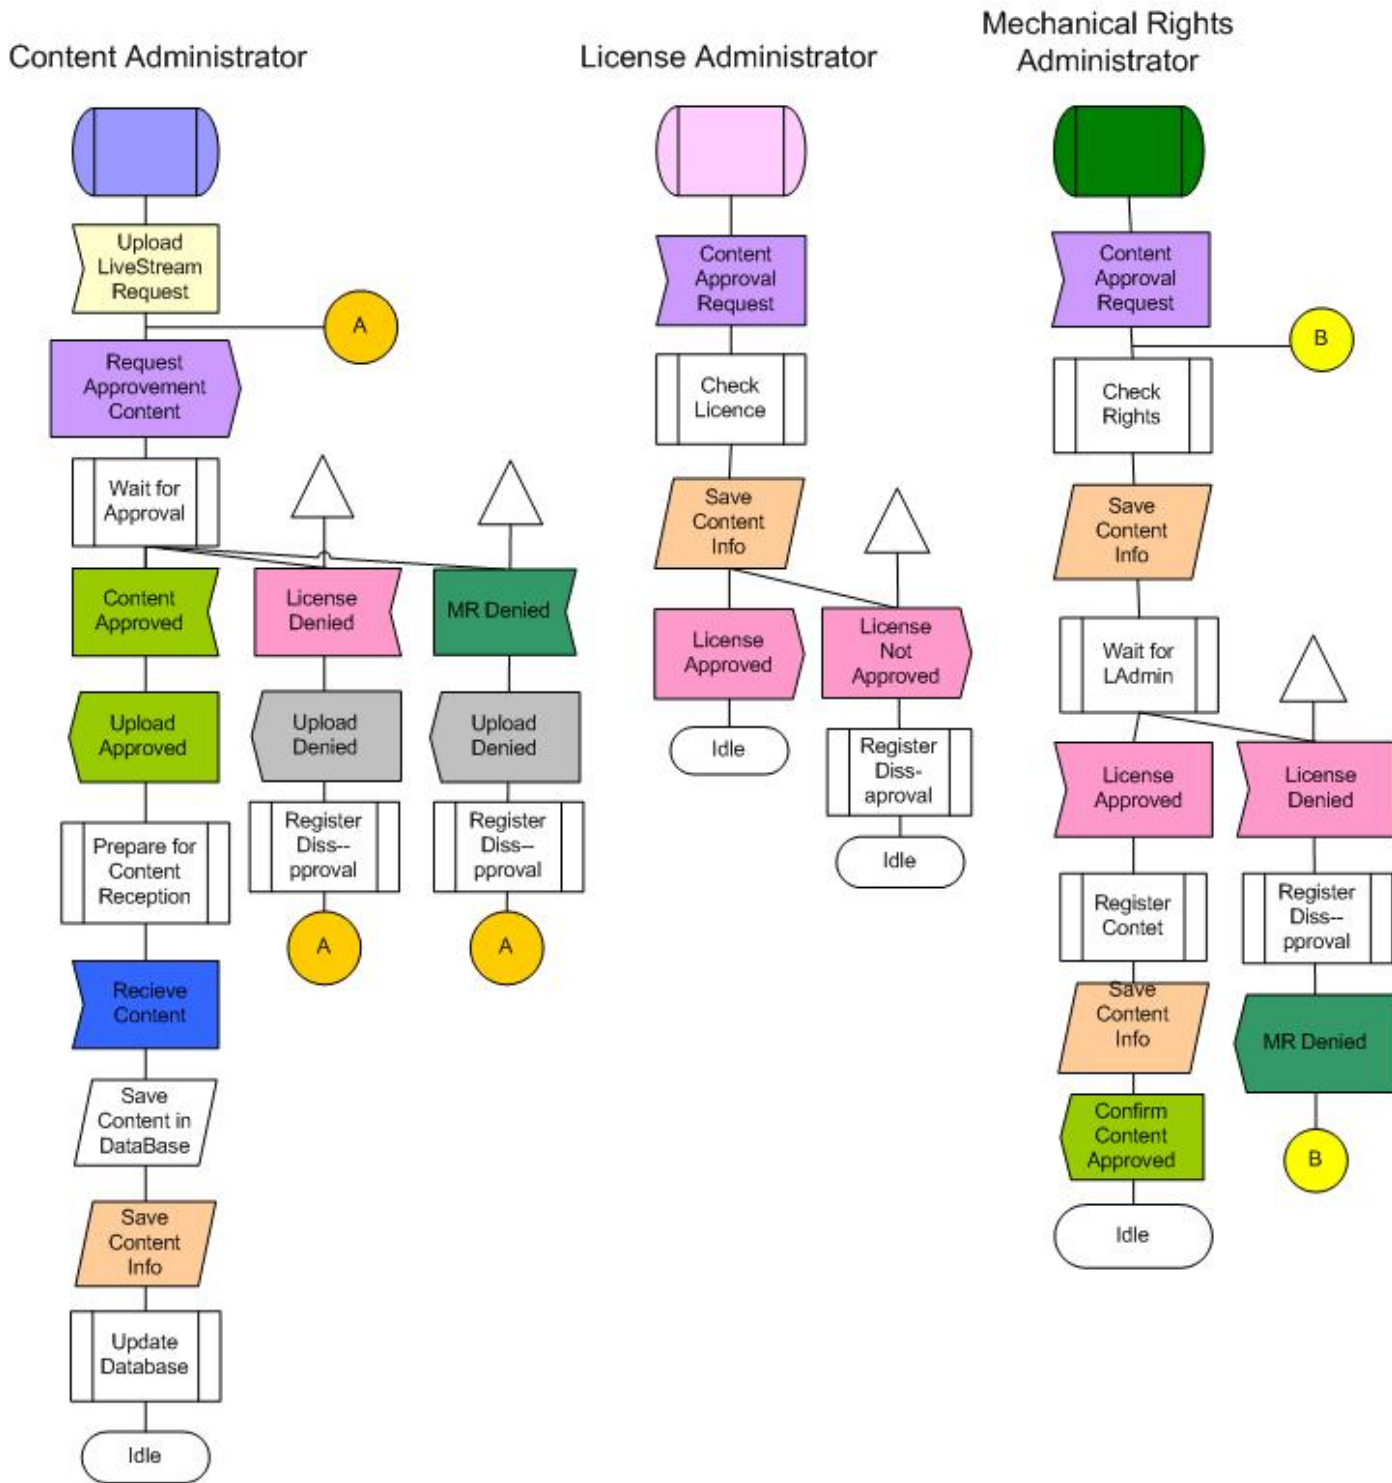 Content Administrator
Upload
LiveStream
Request
A
Request
Approvement
Content
Wait for
Approval
Content
Approved
License
Denied
MR Denied
Upload
Approved
Upload
Denied
Upload
Denied
Prepare for
Content
Reception
Register
Diss--
pproval
Register
Diss--
pproval
A
A
Recieve
Content
Save
Content in
DataBase
Save
Content
Info
Update
Database
Idle
License Administrator
Content
Approval
Request
Check
Licence
Save
Content
Info
License
Approved
License
Not
Approved
Idle
Register
Diss-
aproval
Idle
Mechanical Rights
Administrator
Content
Approval
Request
B
Check
Rights
Save
Content
Info
Wait for
LAdmin
License
Approved
License
Denied
Register
Contet
Register
Diss--
pproval
Save
Content
Info
MR Denied
Confirm
Content
Approved
B
Idle